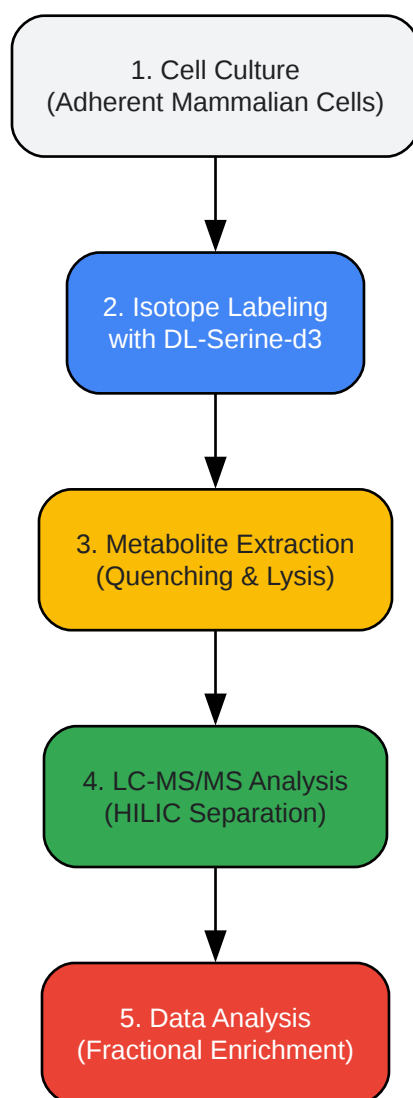 1. Cell Culture
(Adherent Mammalian Cells)
2. Isotope Labeling
with DL-Serine-d3
3. Metabolite Extraction
(Quenching & Lysis)
4. LC-MS/MS Analysis
(HILIC Separation)
5. Data Analysis
(Fractional Enrichment)